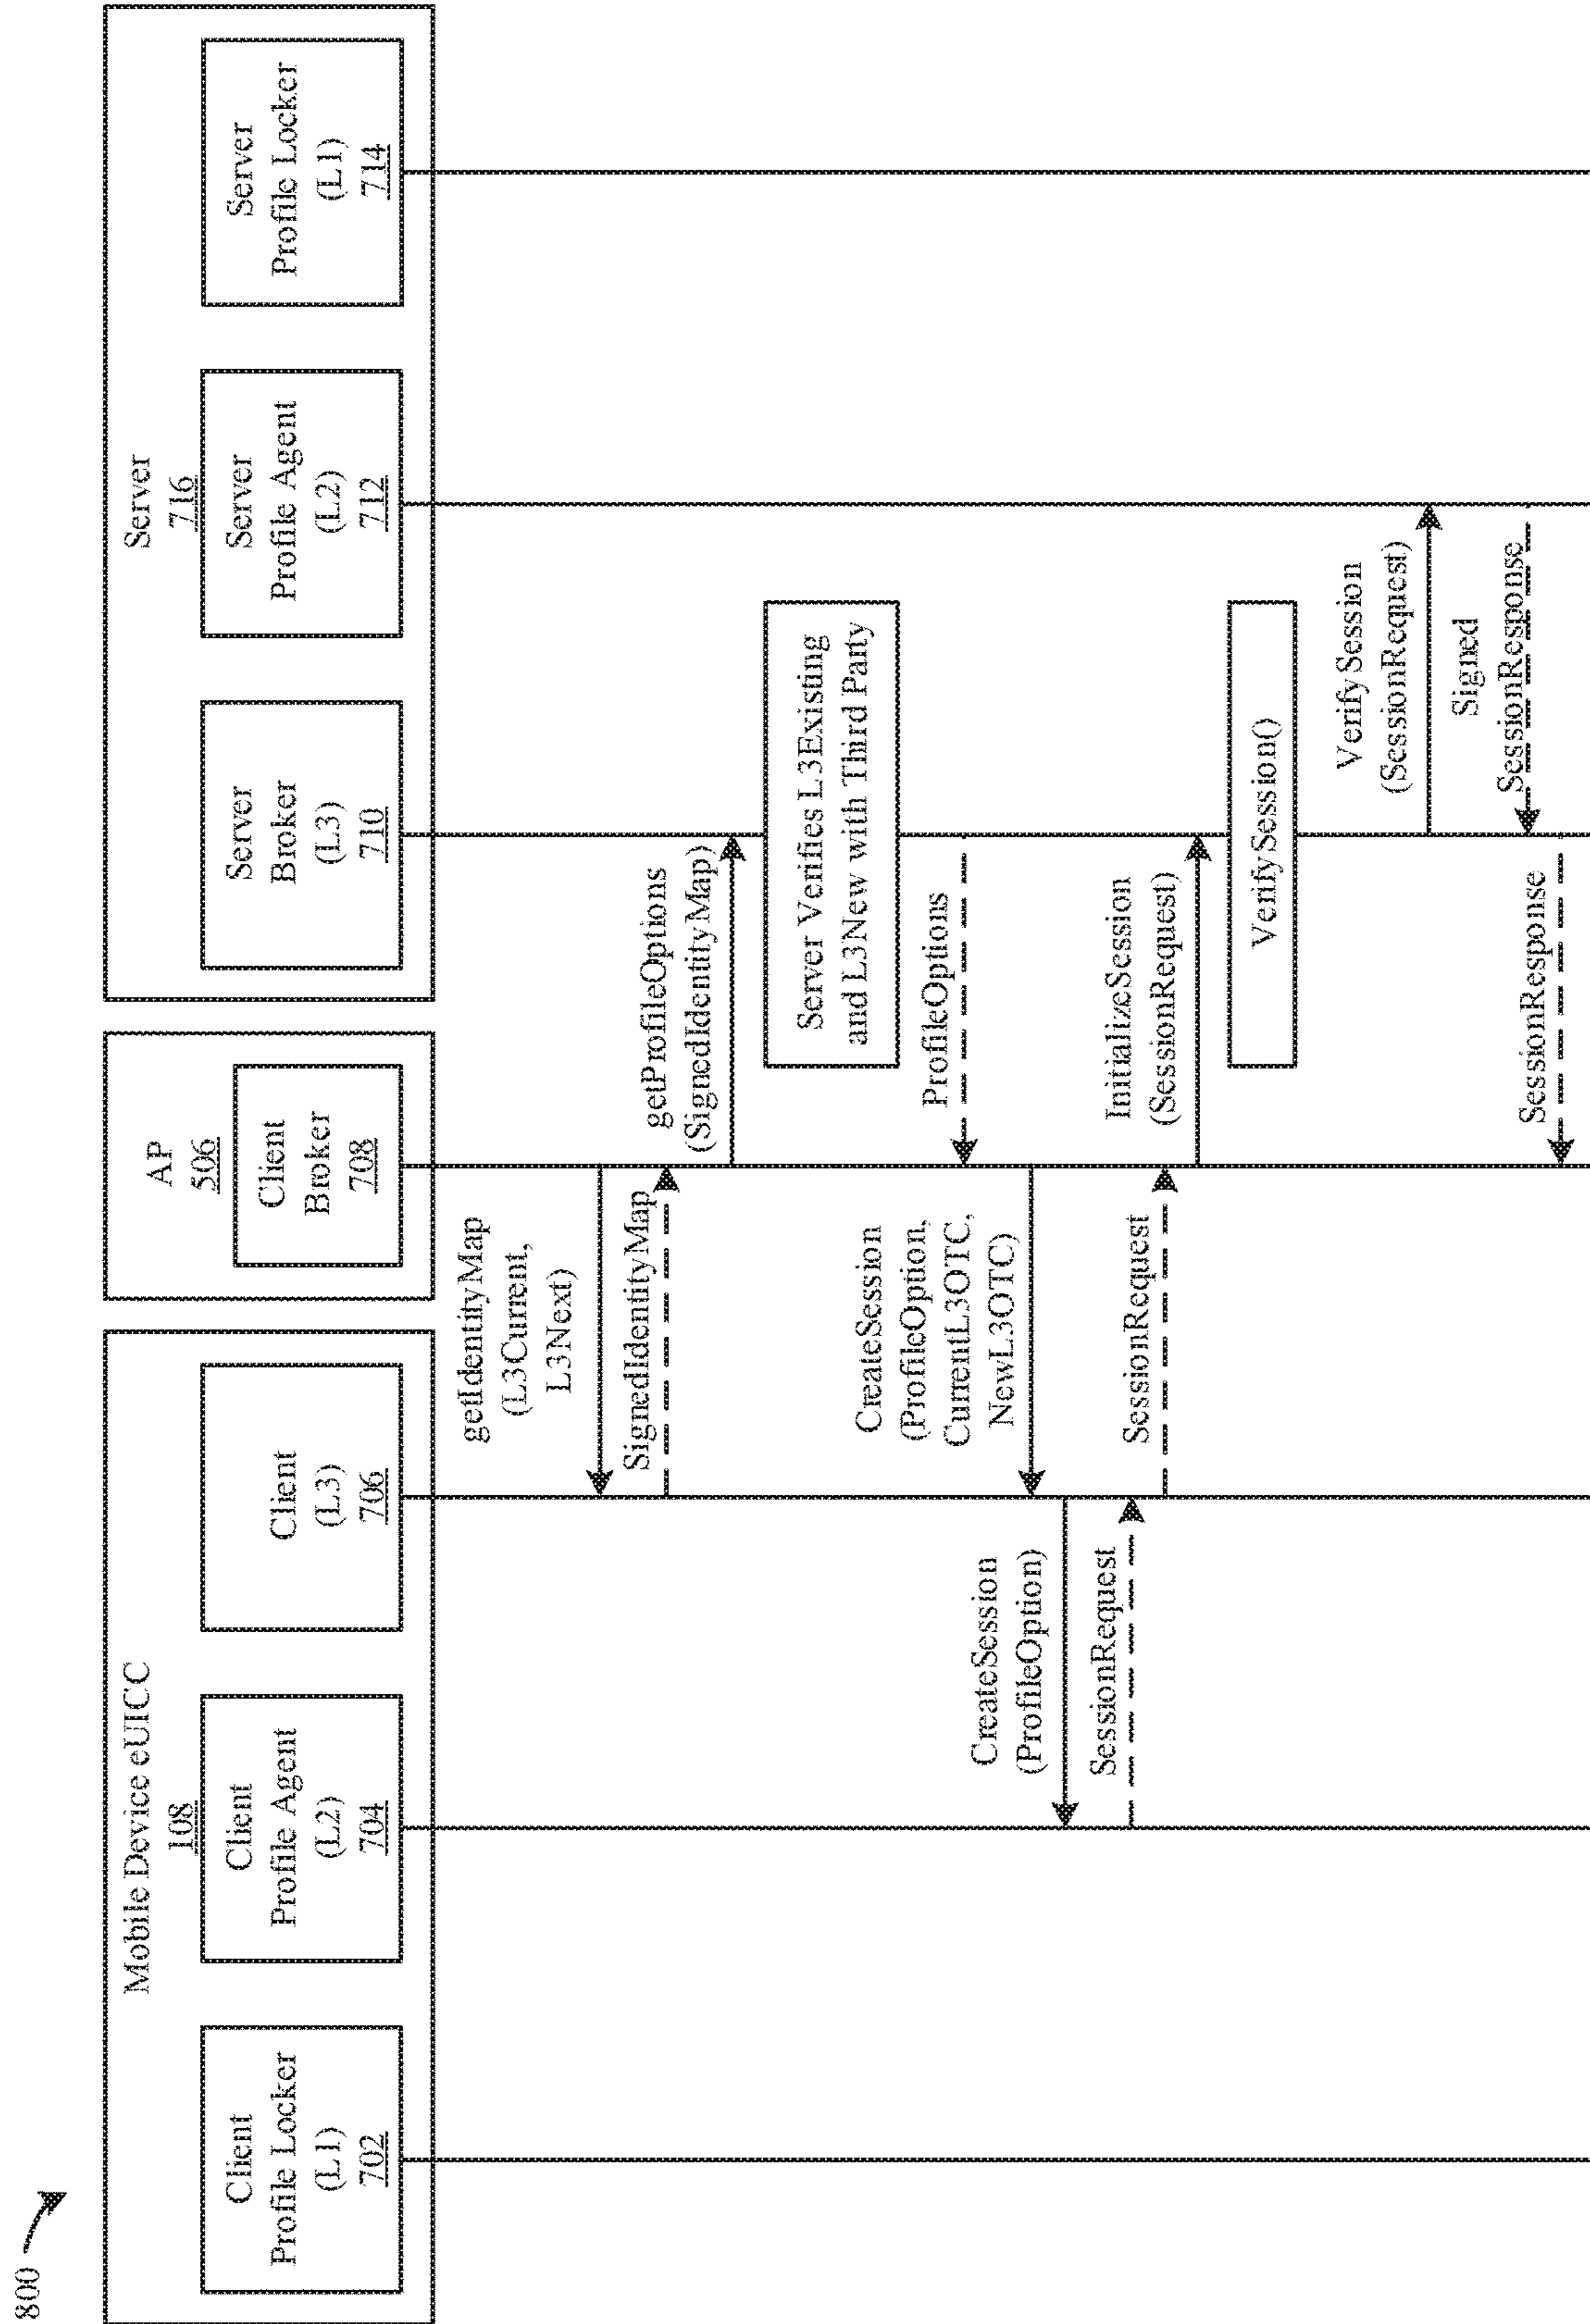 800
Mobile Device eUICC
108
Client
Profile Locker
(L1)
702
Client
Profile Agent
(L2)
704
Client
(L3)
706
AP
506
Client
Broker
708
Server
716
Server
Broker
(L3)
710
Server
Profile Agent
(L2)
712
Server
Profile Locker
(L1)
714
getIdentityMap
(L3Current,
L3Next)
SignedIdentityMap
getProfileOptions
(SignedIdentityMap)
Server Verifies L3Existing
and L3New with Third Party
ProfileOptions
CreateSession
(ProfileOption,
CurrentL3OTC,
NewL3OTC)
CreateSession
(ProfileOption)
SessionRequest
SessionRequest
InitializeSession
(SessionRequest)
VerifySession()
VerifySession
(SessionRequest)
Signed
SessionResponse
SessionResponse